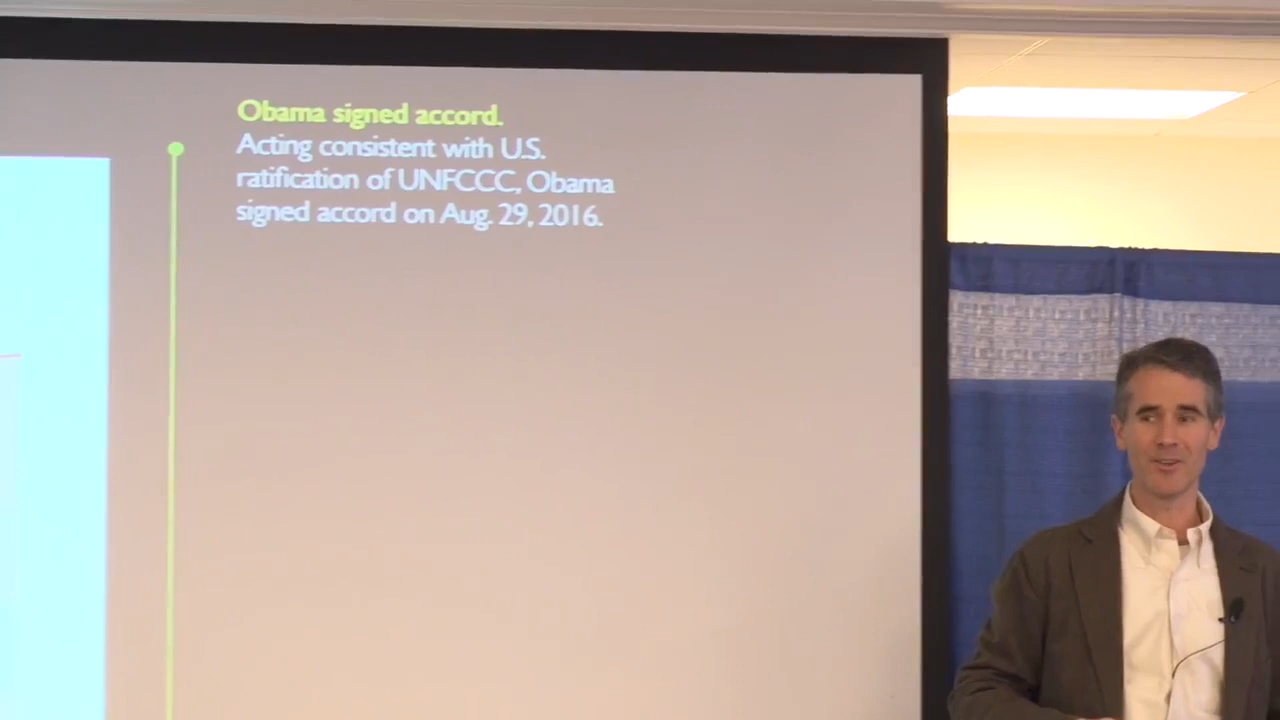 Obama signed accord.
Acting consistent with U.S.
ratification of UNFCCC, Obama
signed accord on Aug. 29, 2016.